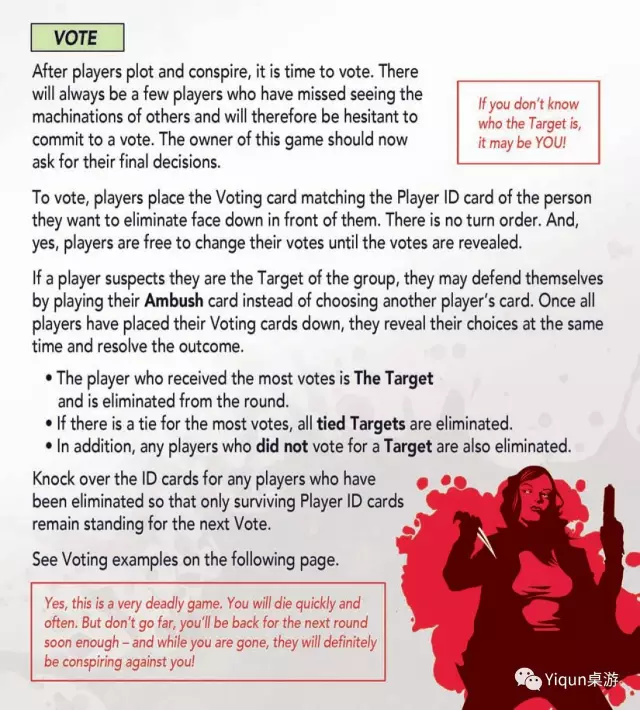 VOTE
After players plot and conspire, it is time to vote. There
will always be a few players who have missed seeing the
machinations of others and will therefore be hesitant to
commit to a vote. The owner of this game should now
ask for their final decisions.
If you don't know
who the Target is,
it may be YOU!
To vote, players place the Voting card matching the Player ID card of the person
they want to eliminate face down in front of them. There is no turn order. And,
yes, players are free to change their votes until the votes are revealed.
If a player suspects they are the Target of the group, they may defend themselves
by playing their Ambush card instead of choosing another player's card. Once all
players have placed their Voting cards down, they reveal their choices at the same
time and resolve the outcome.
• The player who received the most votes is The Target
and is eliminated from the round.
• If there is a tie for the most votes, all tied Targets are eliminated.
• In addition, any players who did not vote for a Target are also eliminated.
Knock over the ID cards for any players who have
been eliminated so that only surviving Player ID cards
remain standing for the next Vote.
See Voting examples on the following page.
Yes, this is a very deadly game. You will die quickly and
often. But don't go far, you'll be back for the next round
soon enough – and while you are gone, they will definitely
be conspiring against you!
Yiqun桌游